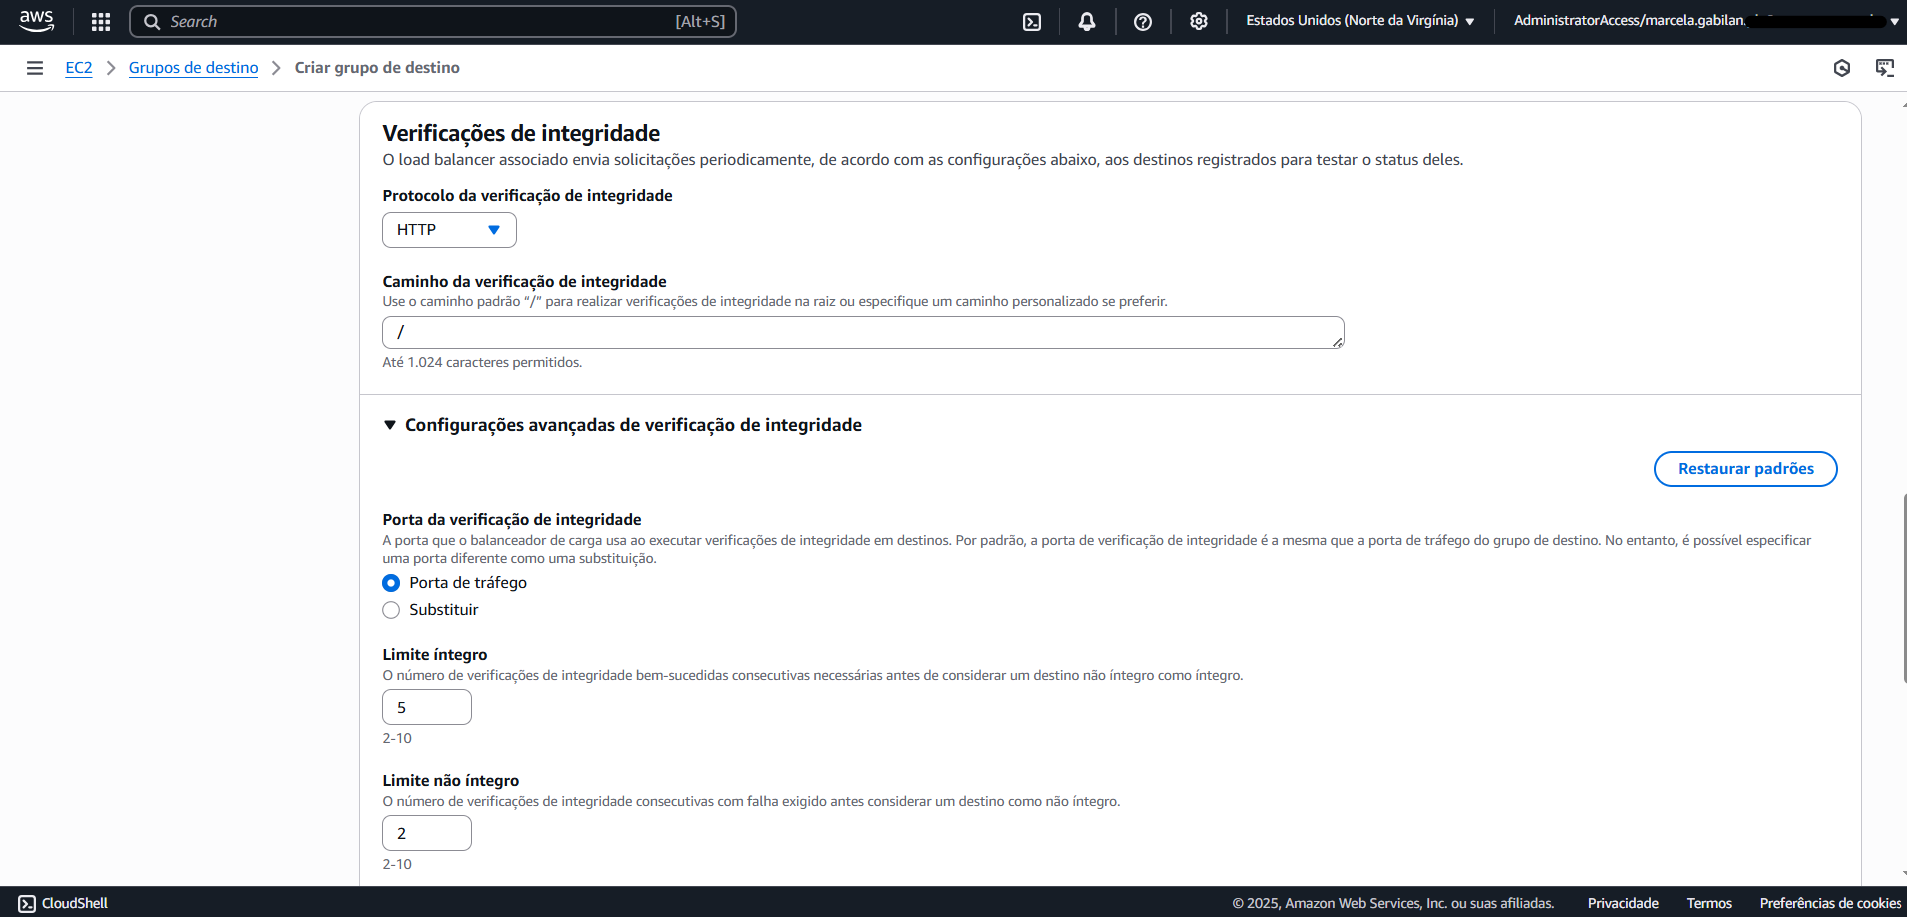 aws
Search
[Alt+S]
Estados Unidos (Norte da Virgínia)
AdministratorAccess/marcela.gabilan.
EC2
Grupos de destino
Criar grupo de destino
Verificações de integridade
O load balancer associado envia solicitações periodicamente, de acordo com as configurações abaixo, aos destinos registrados para testar o status deles.
Protocolo da verificação de integridade
HTTP
Caminho da verificação de integridade
Use o caminho padrão “/” para realizar verificações de integridade na raiz ou especifique um caminho personalizado se preferir.
/
Até 1.024 caracteres permitidos.
Configurações avançadas de verificação de integridade
Restaurar padrões
Porta da verificação de integridade
A porta que o balanceador de carga usa ao executar verificações de integridade em destinos. Por padrão, a porta de verificação de integridade é a mesma que a porta de tráfego do grupo de destino. No entanto, é possível especificar
uma porta diferente como uma substituição.
Porta de tráfego
Substituir
Limite íntegro
O número de verificações de integridade bem-sucedidas consecutivas necessárias antes de considerar um destino não íntegro como íntegro.
5
2-10
Limite não íntegro
O número de verificações de integridade consecutivas com falha exigido antes considerar um destino como não íntegro.
2
2-10
CloudShell
© 2025, Amazon Web Services, Inc. ou suas afiliadas.
Privacidade
Termos
Preferências de cookies